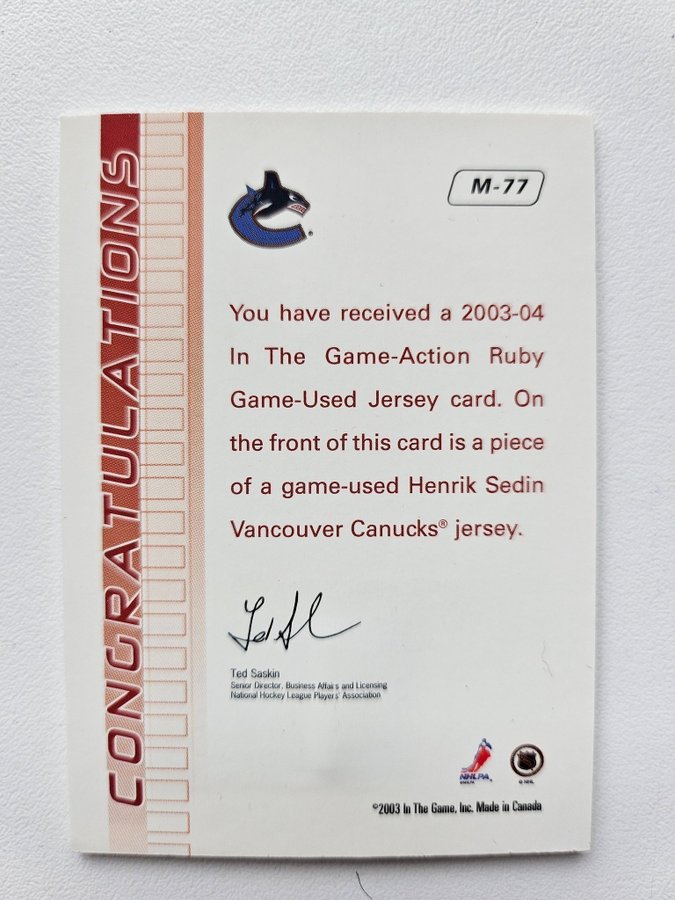 CONGRATULATIONS
M-77
You have received a 2003-04
In The Game-Action Ruby
Game-Used Jersey card. On
the front of this card is a piece
of a game-used Henrik Sedin
Vancouver Canucks® jersey.
Ted Saskin
Senior Director, Business Affairs and Licensing
National Hockey League Players' Association
NHLPA
© NHL
©2003 In The Game, Inc. Made in Canada